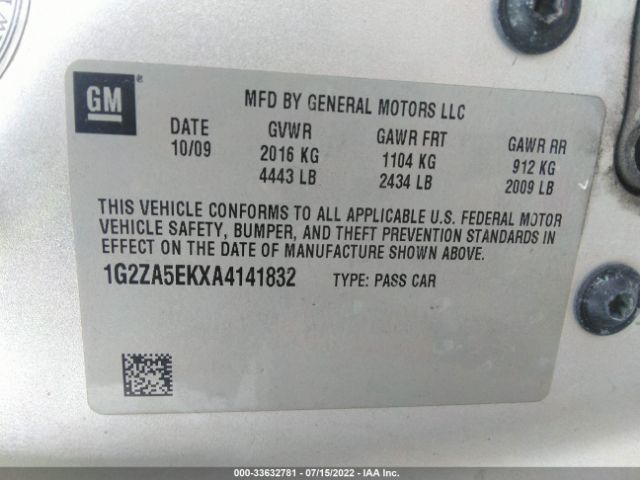 GM
®
MFD BY GENERAL MOTORS LLC
DATE GVWR GAWR FRT GAWR RR
10/09 2016 KG 1104 KG 912 KG
4443 LB 2434 LB 2009 LB
THIS VEHICLE CONFORMS TO ALL APPLICABLE U.S. FEDERAL MOTOR
VEHICLE SAFETY, BUMPER, AND THEFT PREVENTION STANDARDS IN
EFFECT ON THE DATE OF MANUFACTURE SHOWN ABOVE.
1G2ZA5EKXA4141832 TYPE: PASS CAR
000-33632781 - 07/15/2022 - IAA Inc.